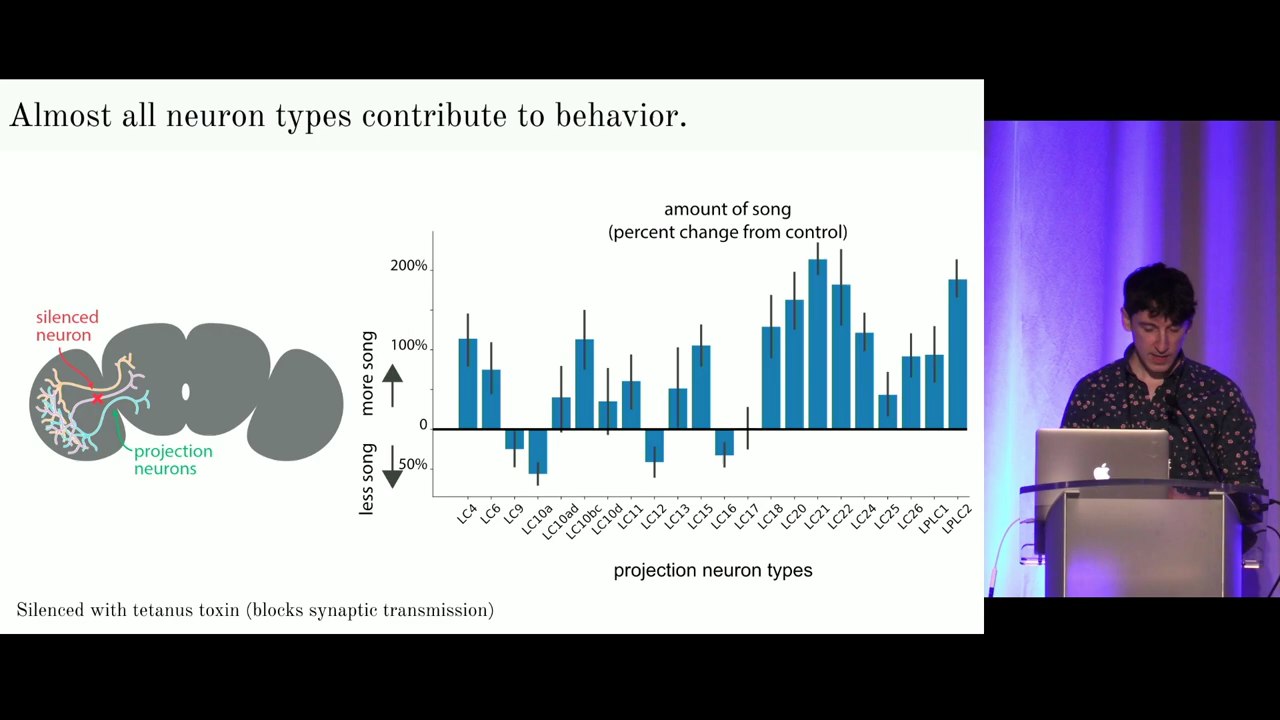 Almost all neuron types contribute to behavior.
amount of song
(percent change from control)
silenced
neuron
projection
neurons
200%
100%
0
50%
more song
less song
LC4
LC6
LC9
LC10a
LC10ad
LC10bc
LC10d
LC11
LC12
LC13
LC15
LC16
LC17
LC18
LC20
LC21
LC22
LC24
LC25
LC26
LPLC1
LPLC2
projection neuron types
Silenced with tetanus toxin (blocks synaptic transmission)